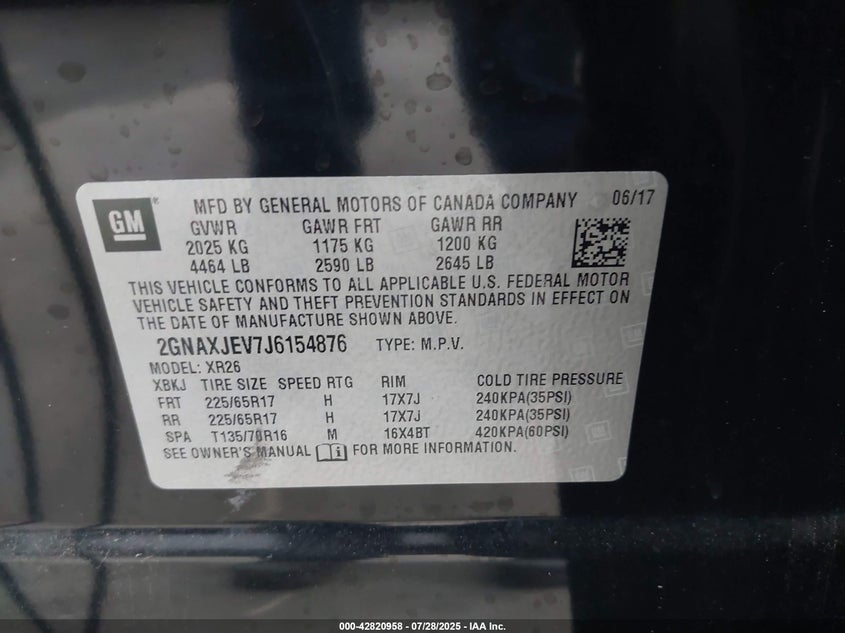 GM
MFD BY GENERAL MOTORS OF CANADA COMPANY 06/17
GVWR GAWR FRT GAWR RR
2025 KG 1175 KG 1200 KG
4464 LB 2590 LB 2645 LB
THIS VEHICLE CONFORMS TO ALL APPLICABLE U.S. FEDERAL MOTOR
VEHICLE SAFETY AND THEFT PREVENTION STANDARDS IN EFFECT ON
THE DATE OF MANUFACTURE SHOWN ABOVE.
2GNAXJEV7J6154876 TYPE: M.P.V.
MODEL: XR26
XBKJ TIRE SIZE SPEED RTG RIM COLD TIRE PRESSURE
FRT 225/65R17 H 17X7J 240KPA(35PSI)
RR 225/65R17 H 17X7J 240KPA(35PSI)
SPA T135/70R16 M 16X4BT 420KPA(60PSI)
SEE OWNER'S MANUAL i FOR MORE INFORMATION.
000-42820958 | 07/28/2025 - IAA Inc.